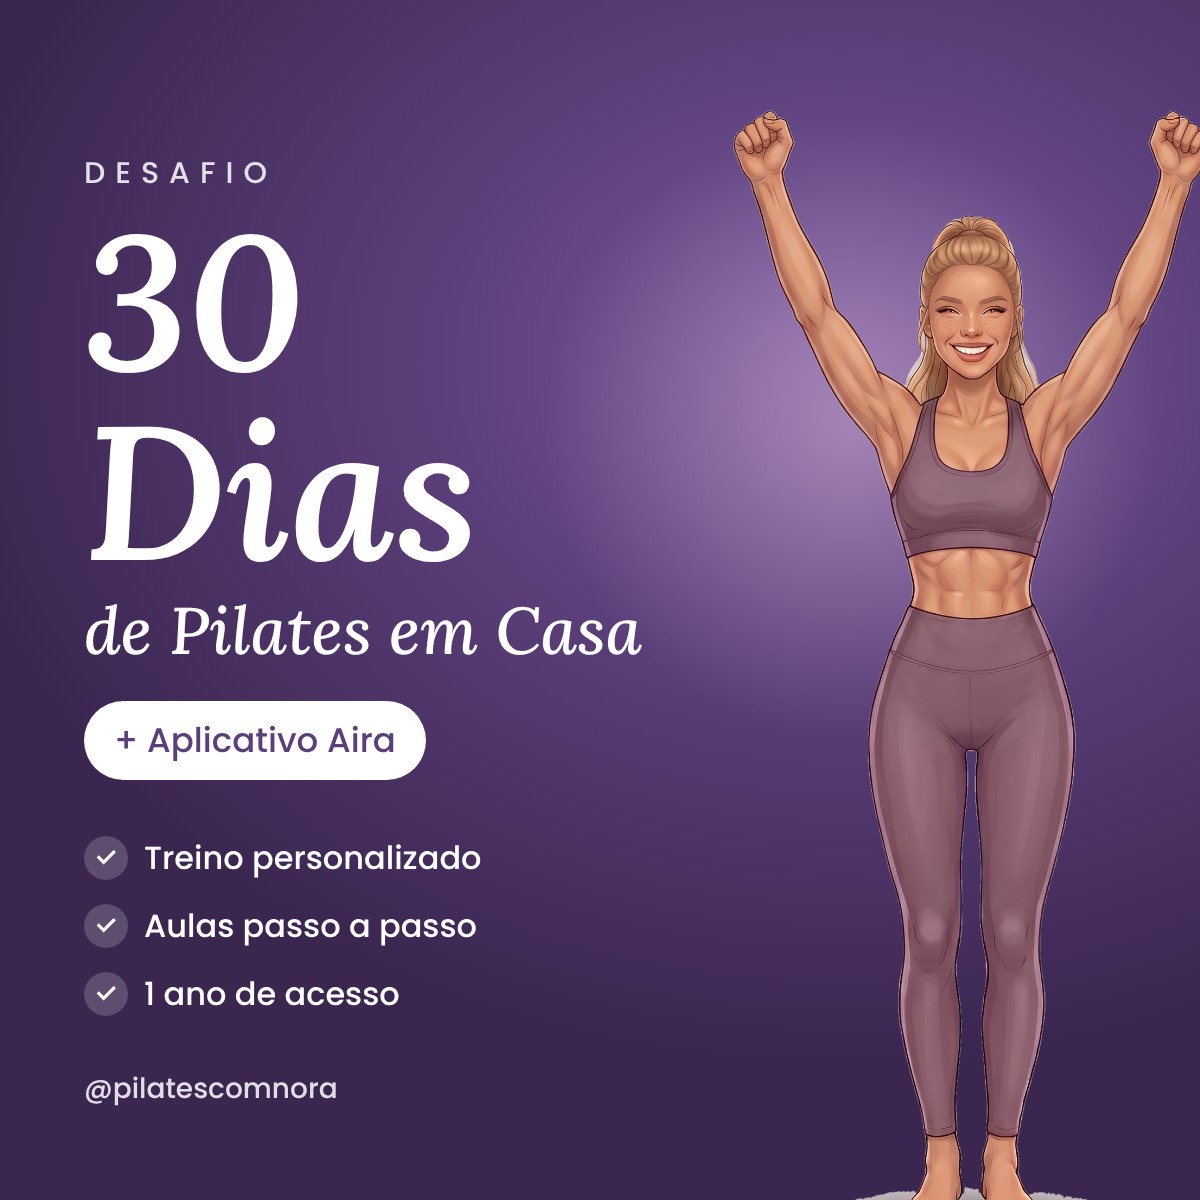 DESAFIO
30
Dias
de Pilates em Casa
+ Aplicativo Aira
Treino personalizado
Aulas passo a passo
1 ano de acesso
@pilatescomnora